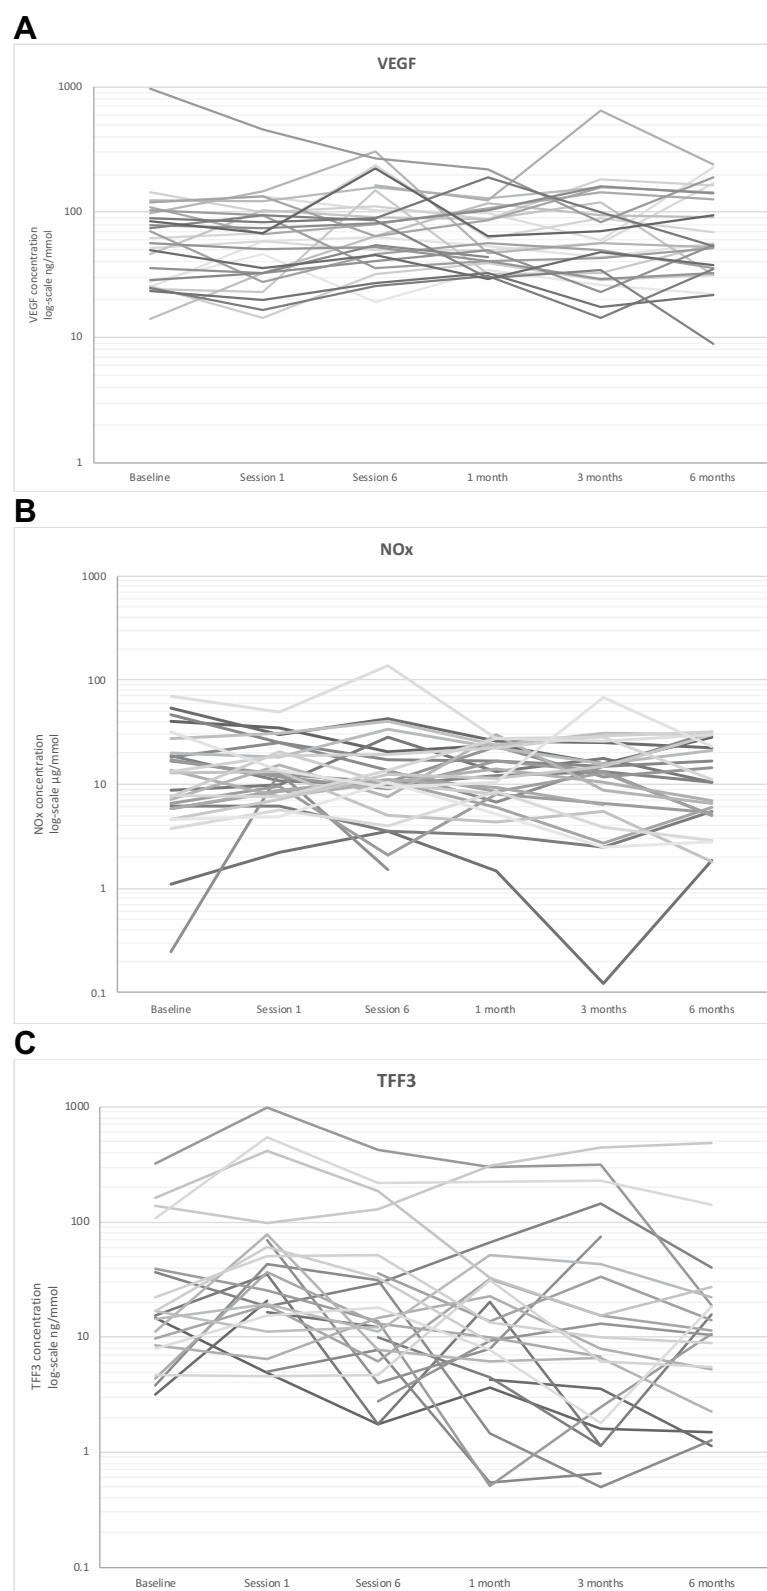 A
VEGF
VEGF concentration
log-scale ng/mmol
1000
100
10
1
Baseline Session 1 Session 6 1 month 3 months 6 months
B
NOx
NOx concentration
log-scale µg/mmol
1000
100
10
1
0.1
Baseline Session 1 Session 6 1 month 3 months 6 months
C
TFF3
TFF3 concentration
log-scale ng/mmol
1000
100
10
1
0.1
Baseline Session 1 Session 6 1 month 3 months 6 months